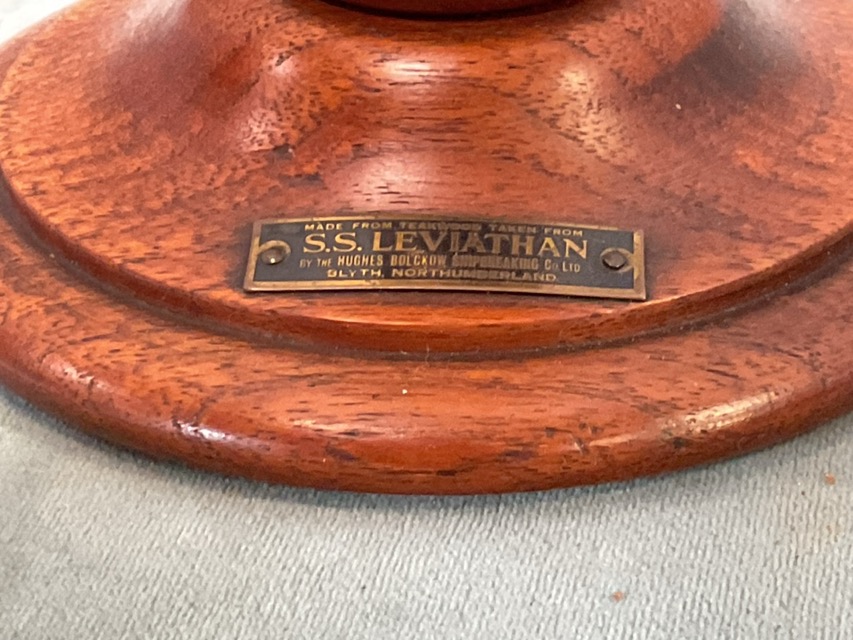 MADE FROM TEAKWOOD TAKEN FROM
S.S. LEVIATHAN
BY THE HUGHES BOLCKOW SHIPBREAKING Co LTD
BLYTH, NORTHUMBERLAND